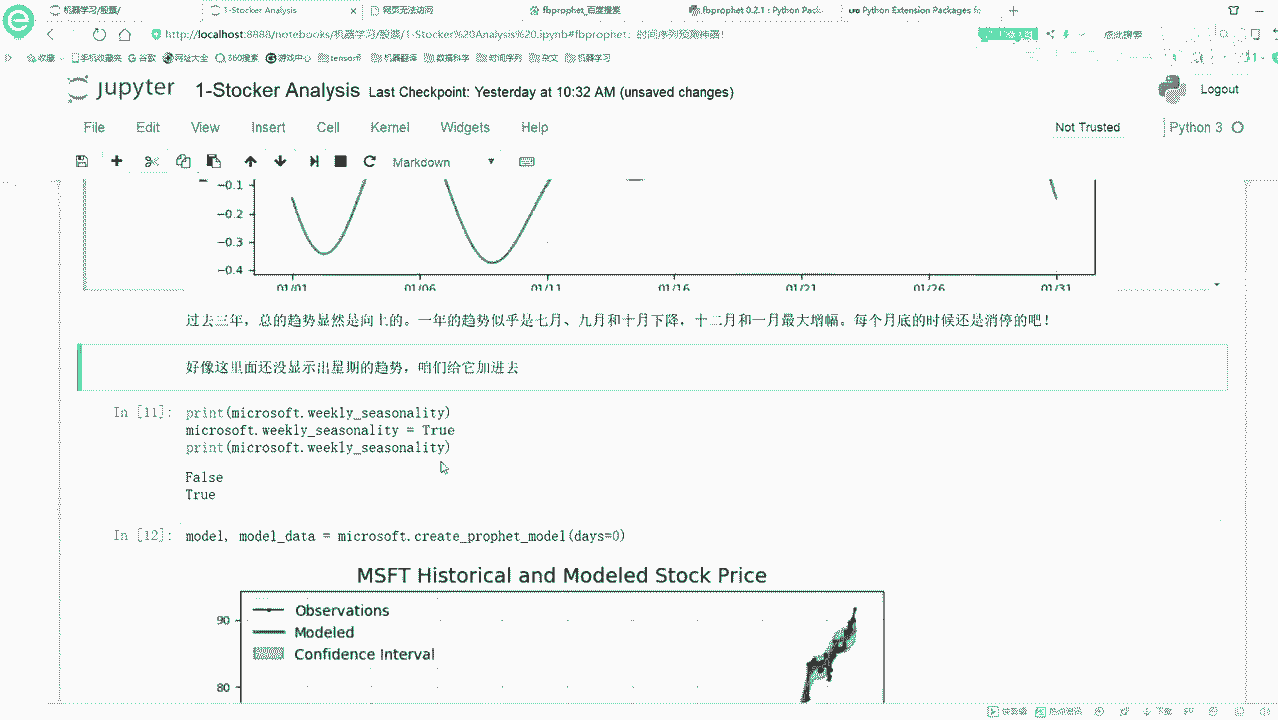 机器学习/股票/
1-Stocker Analysis
网页无法访问
fbprophet_百度搜索
fbprophet 0.2.1 : Python Pack
Python Extension Packages fo
http://localhost:8888/notebooks/机器学习/股票/1-Stocker%20Analysis%20.ipynb#fbprophet：时间序列预测神器！
点此搜索
收藏 手机收藏夹 谷歌 网址大全 360搜索 游戏中心 tensorfl 机器翻译 数据科学 时间序列 杂文 机器学习
jupyter 1-Stocker Analysis Last Checkpoint: Yesterday at 10:32 AM (unsaved changes)
Logout
File Edit View Insert Cell Kernel Widgets Help
Not Trusted
Python 3
Markdown
−0.1
−0.2
−0.3
−0.4
01/01 01/06 01/11 01/16 01/21 01/26 01/31
过去三年，总的趋势显然是向上的。一年的趋势似乎是七月、九月和十月下降，十二月和一月最大增幅。每个月底的时候还是消停的吧！
好像这里面还没显示出星期的趋势，咱们给它加进去
In [11]: print(microsoft.weekly_seasonality)
microsoft.weekly_seasonality = True
print(microsoft.weekly_seasonality)
False
True
In [12]: model, model_data = microsoft.create_prophet_model(days=0)
MSFT Historical and Modeled Stock Price
Observations
Modeled
Confidence Interval
90
80